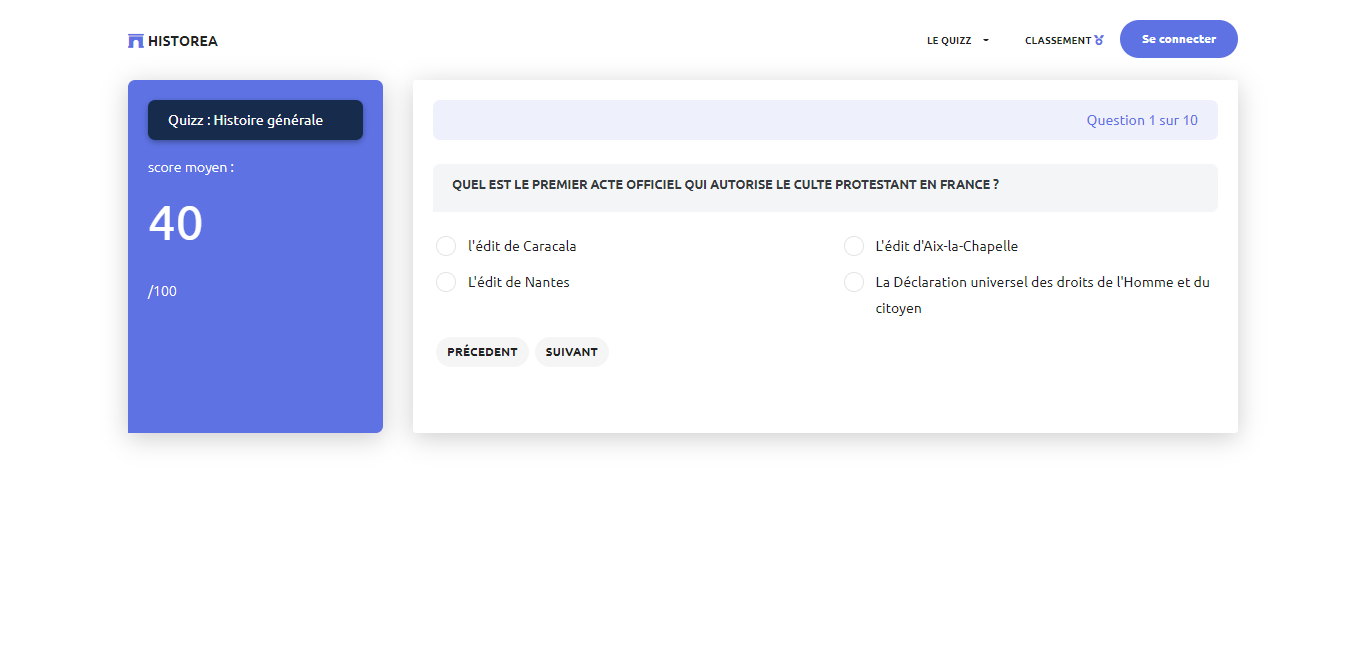 HISTOREA
LE QUIZZ
CLASSEMENT
Se connecter
Quizz : Histoire générale
score moyen :
40
/100
Question 1 sur 10
QUEL EST LE PREMIER ACTE OFFICIEL QUI AUTORISE LE CULTE PROTESTANT EN FRANCE ?
l'édit de Caracala
L'édit d'Aix-la-Chapelle
L'édit de Nantes
La Déclaration universel des droits de l'Homme et du
citoyen
PRÉCEDENT
SUIVANT